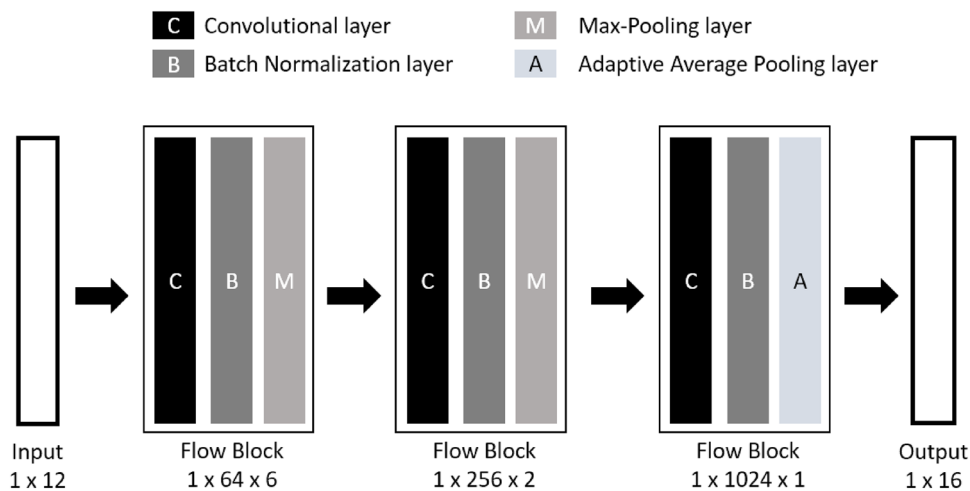 C Convolutional layer M Max-Pooling layer
B Batch Normalization layer A Adaptive Average Pooling layer
C B M C B M C B A
Input Flow Block Flow Block Flow Block Output
1 x 12 1 x 64 x 6 1 x 256 x 2 1 x 1024 x 1 1 x 16